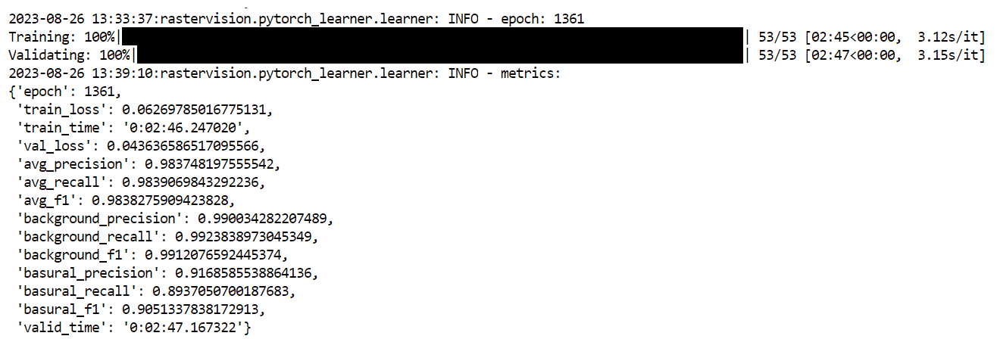 2023-08-26 13:33:37:rastervision.pytorch_learner.learner: INFO - epoch: 1361
Training: 100%| | 53/53 [02:45<00:00, 3.12s/it]
Validating: 100%| | 53/53 [02:47<00:00, 3.15s/it]
2023-08-26 13:39:10:rastervision.pytorch_learner.learner: INFO - metrics:
{'epoch': 1361,
'train_loss': 0.06269785016775131,
'train_time': '0:02:46.247020',
'val_loss': 0.043636586517095566,
'avg_precision': 0.983748197555542,
'avg_recall': 0.9839069843292236,
'avg_f1': 0.9838275909423828,
'background_precision': 0.990034282207489,
'background_recall': 0.9923838973045349,
'background_f1': 0.9912076592445374,
'basural_precision': 0.9168585538864136,
'basural_recall': 0.8937050700187683,
'basural_f1': 0.9051337838172913,
'valid_time': '0:02:47.167322'}